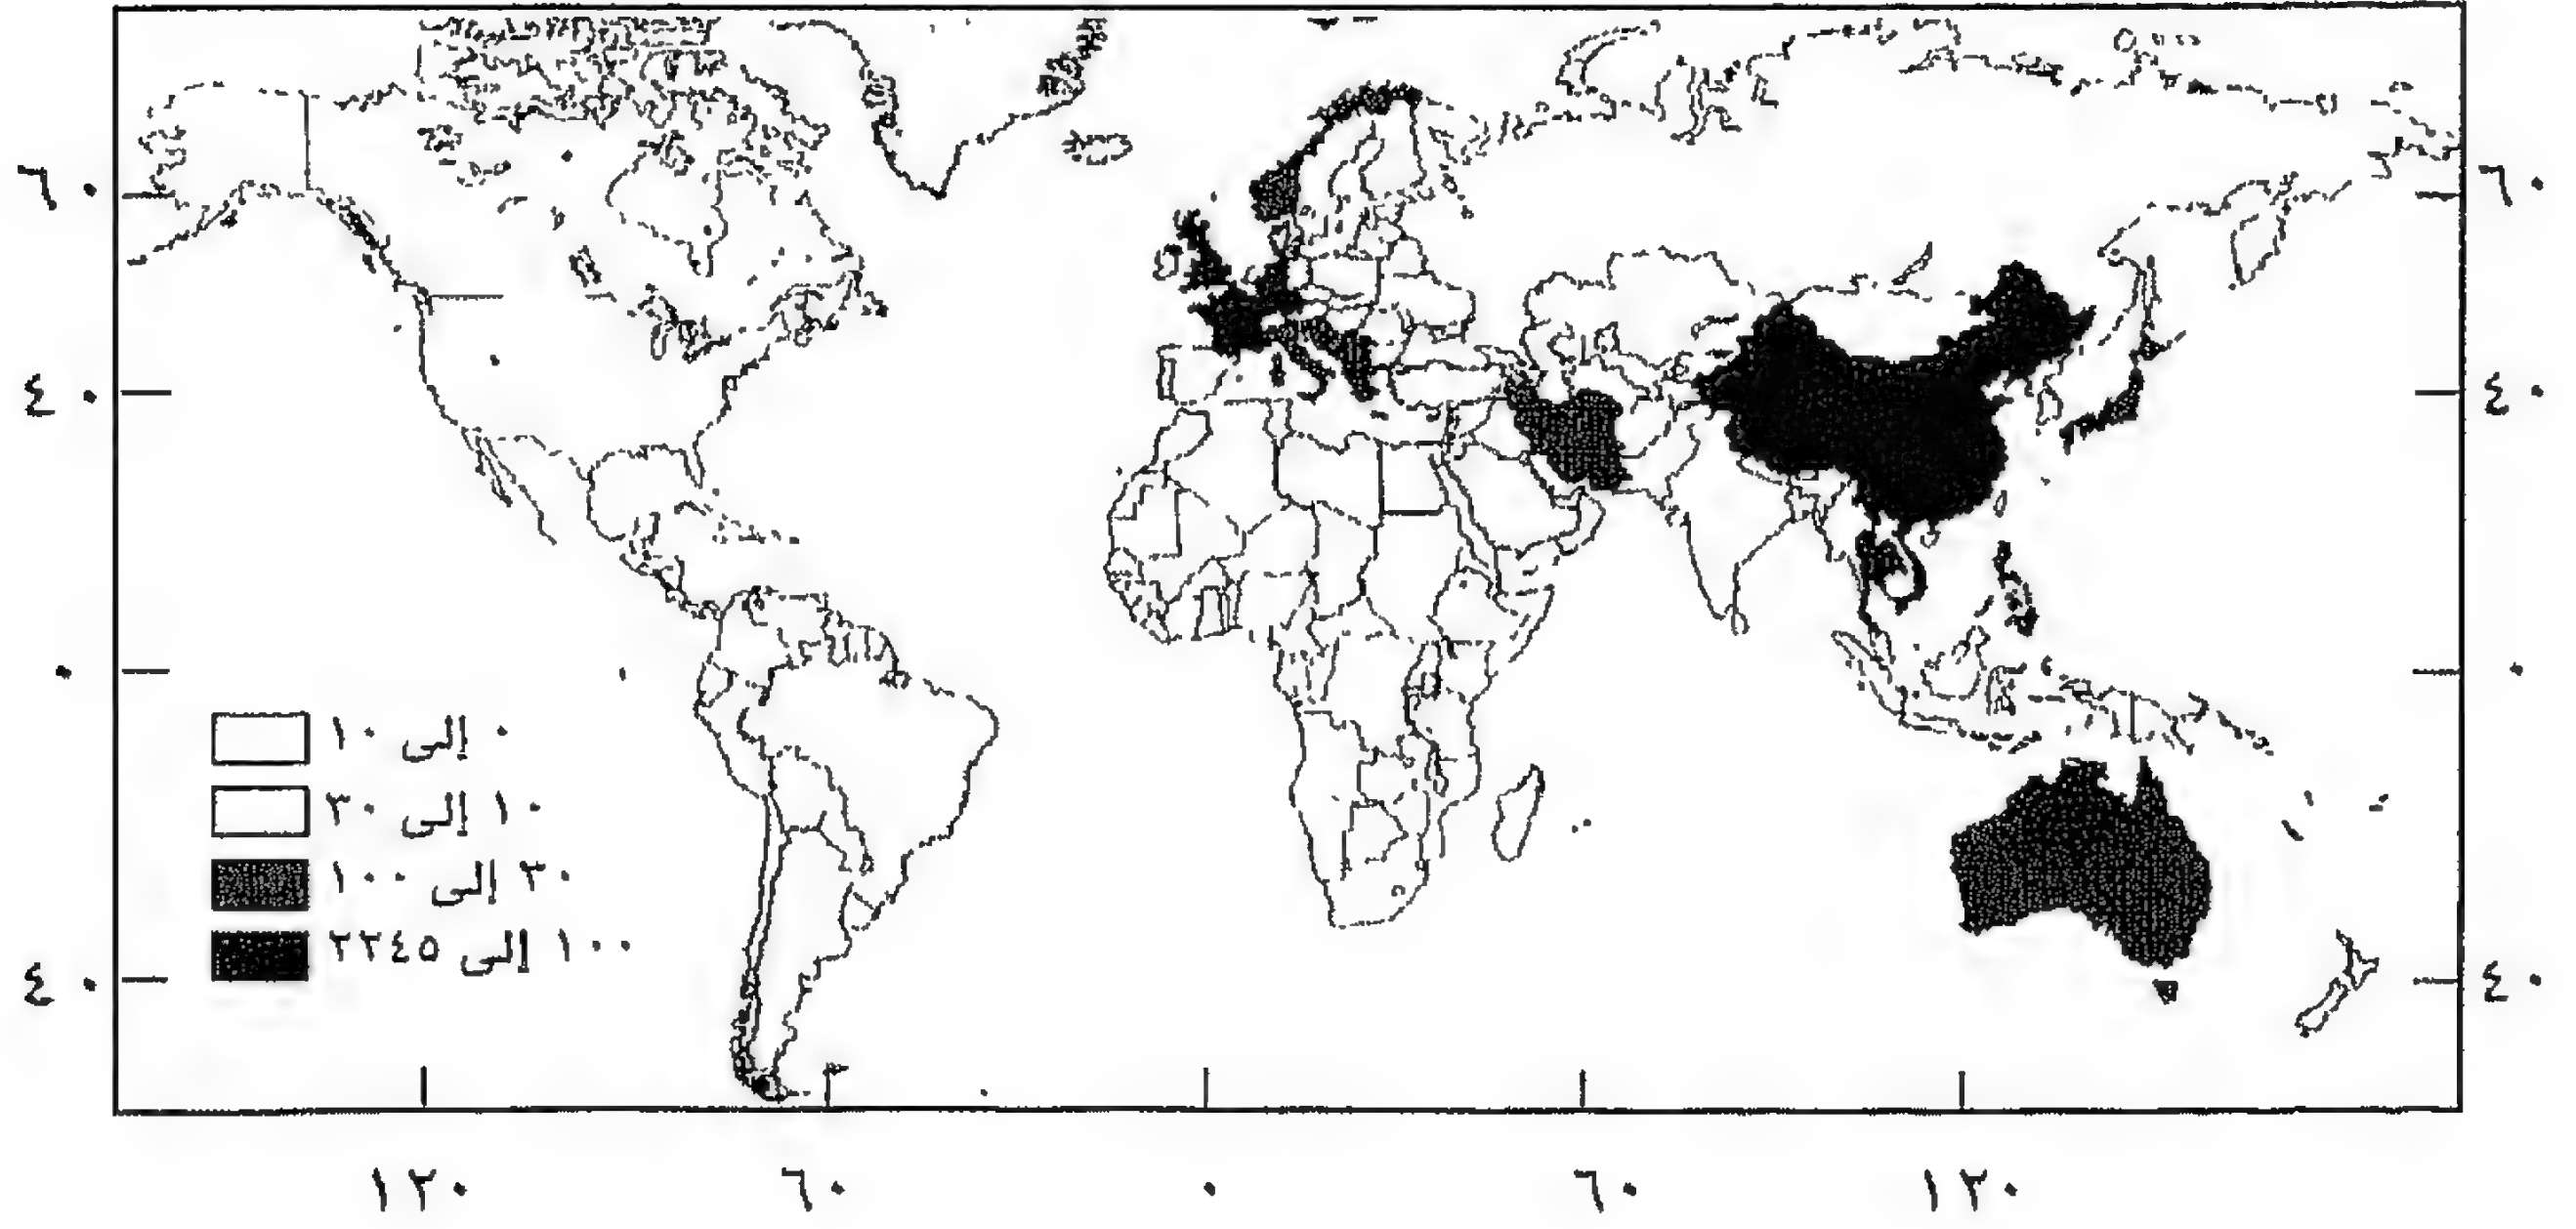 ٦٠ ٦٠
٤٠ ٤٠
٠ ٠
٠ إلى ١٠
١٠ إلى ٣٠
٣٠ إلى ١٠٠
١٠٠ إلى ٢٢٤٥
٤٠ ٤٠
١٢٠ ٦٠ ٠ ٦٠ ١٢٠